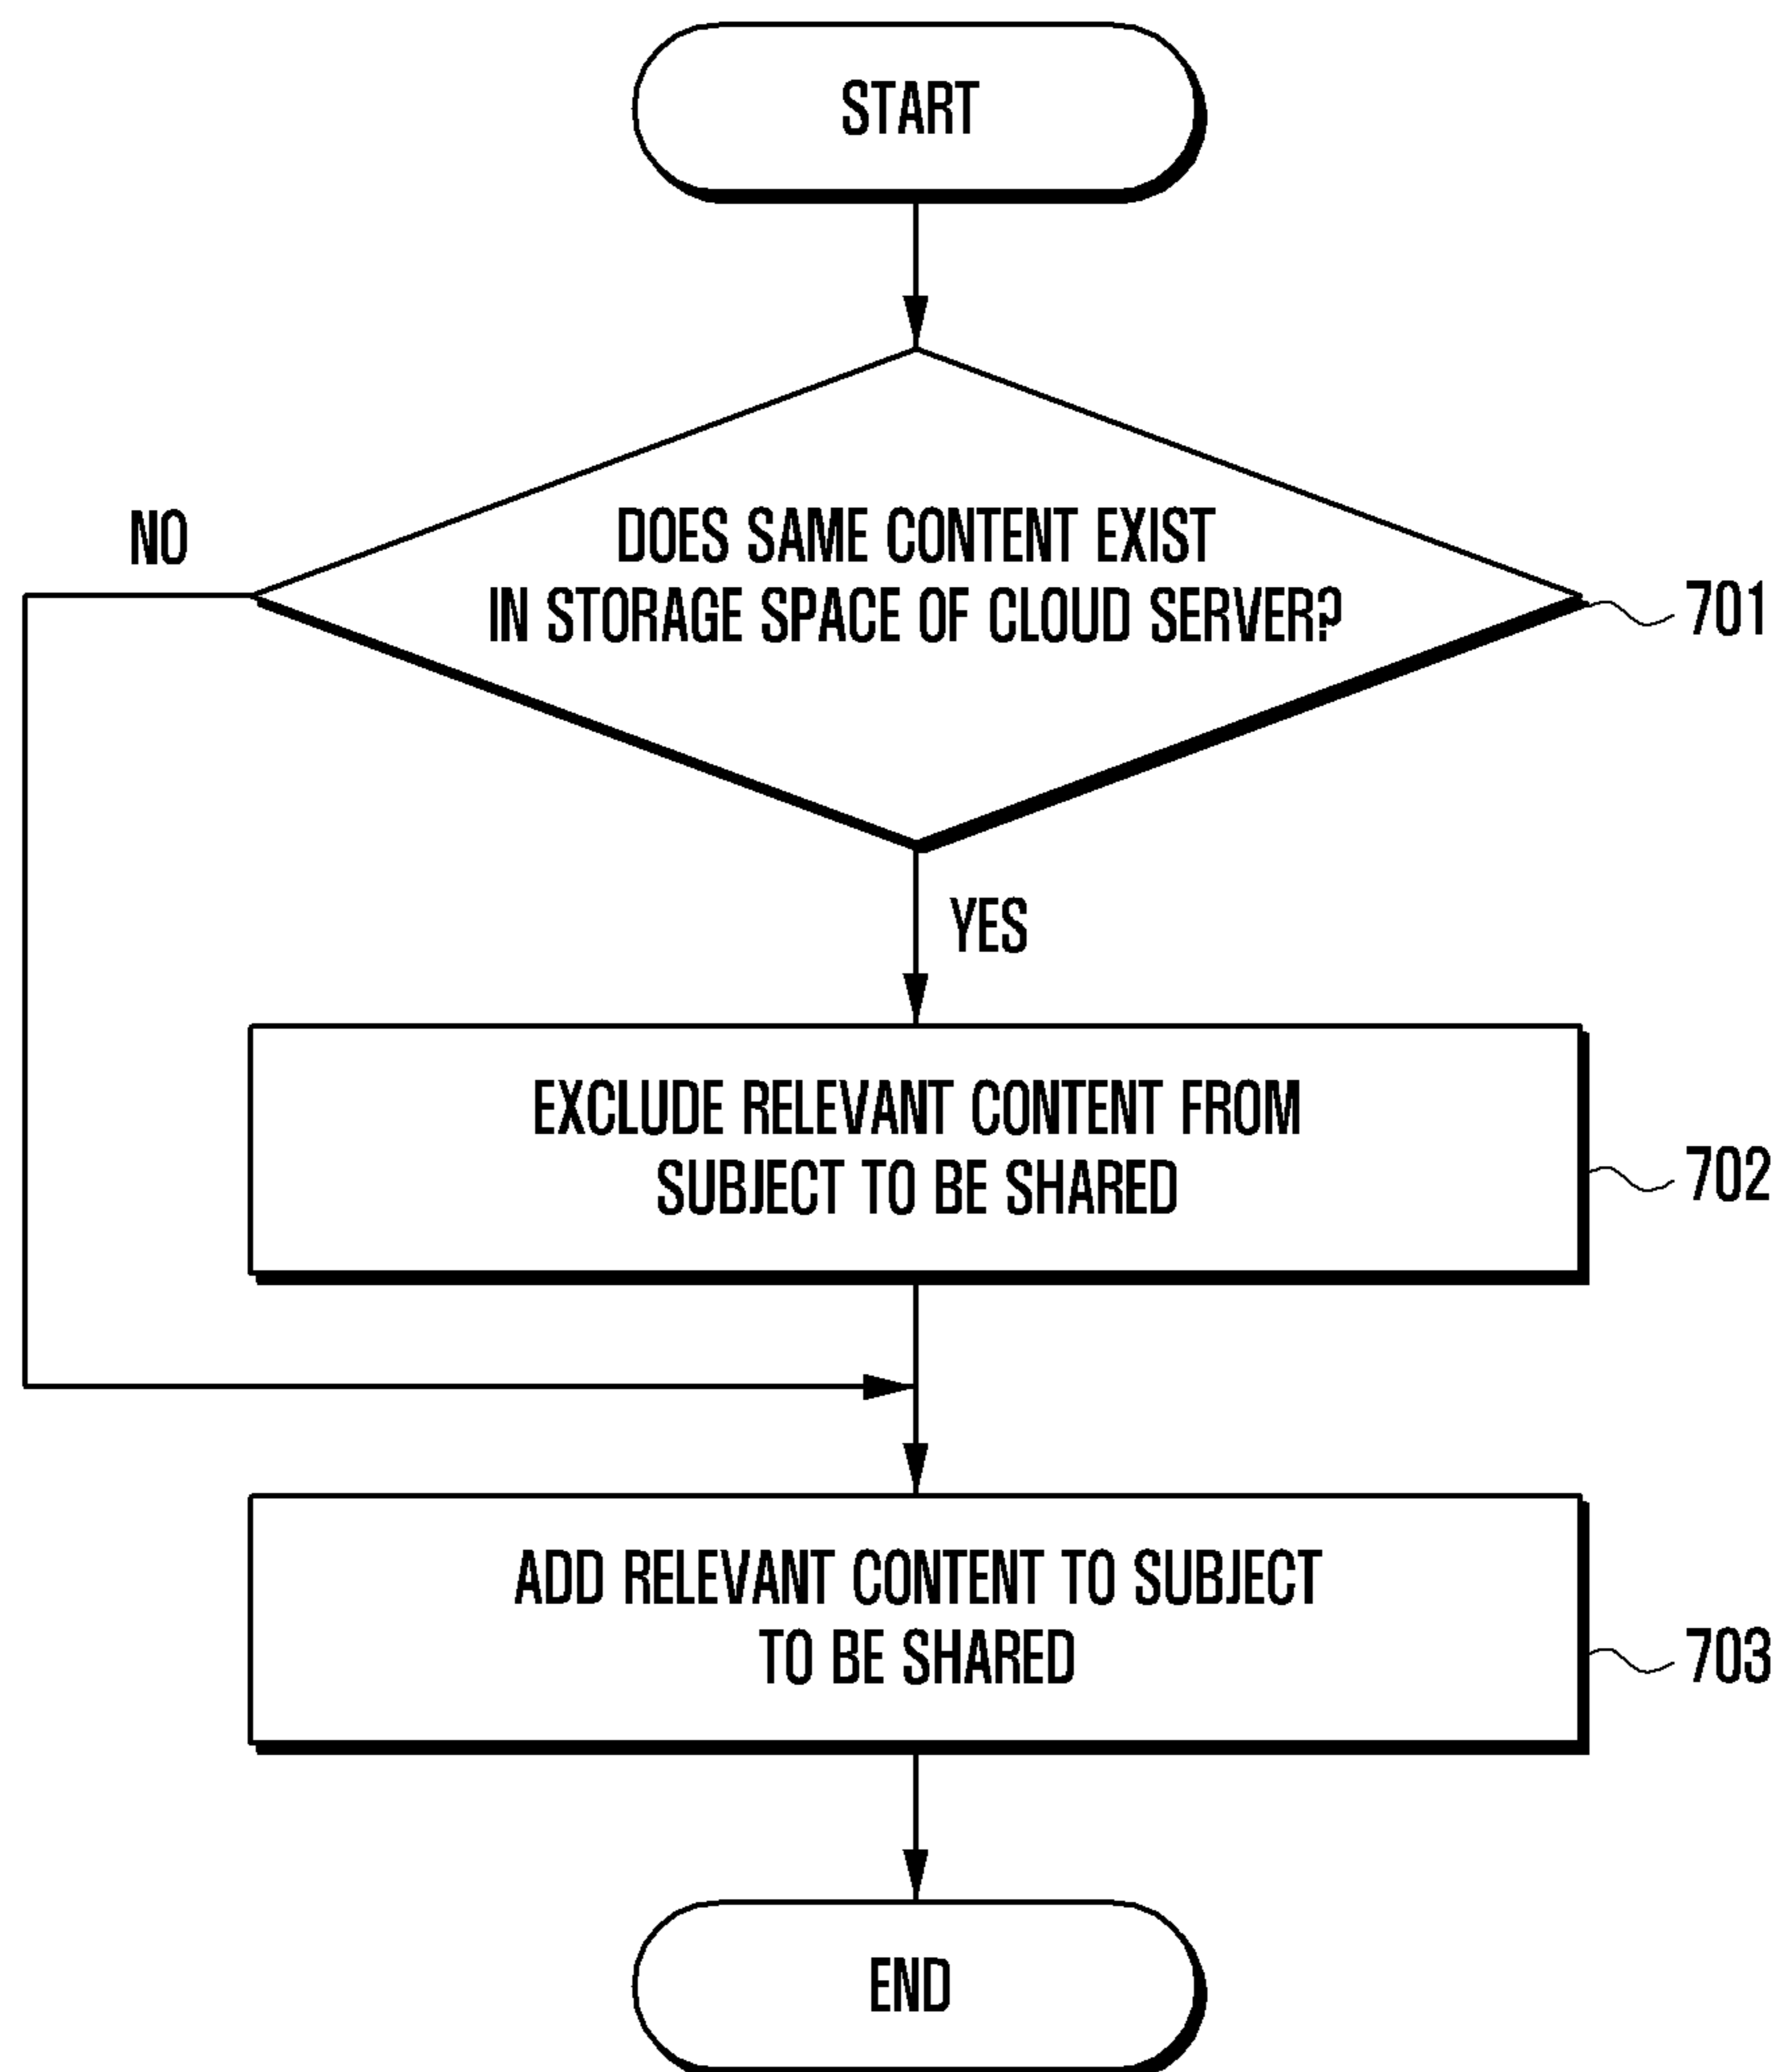 START
NO
DOES SAME CONTENT EXIST
IN STORAGE SPACE OF CLOUD SERVER?
701
YES
EXCLUDE RELEVANT CONTENT FROM
SUBJECT TO BE SHARED
702
ADD RELEVANT CONTENT TO SUBJECT
TO BE SHARED
703
END